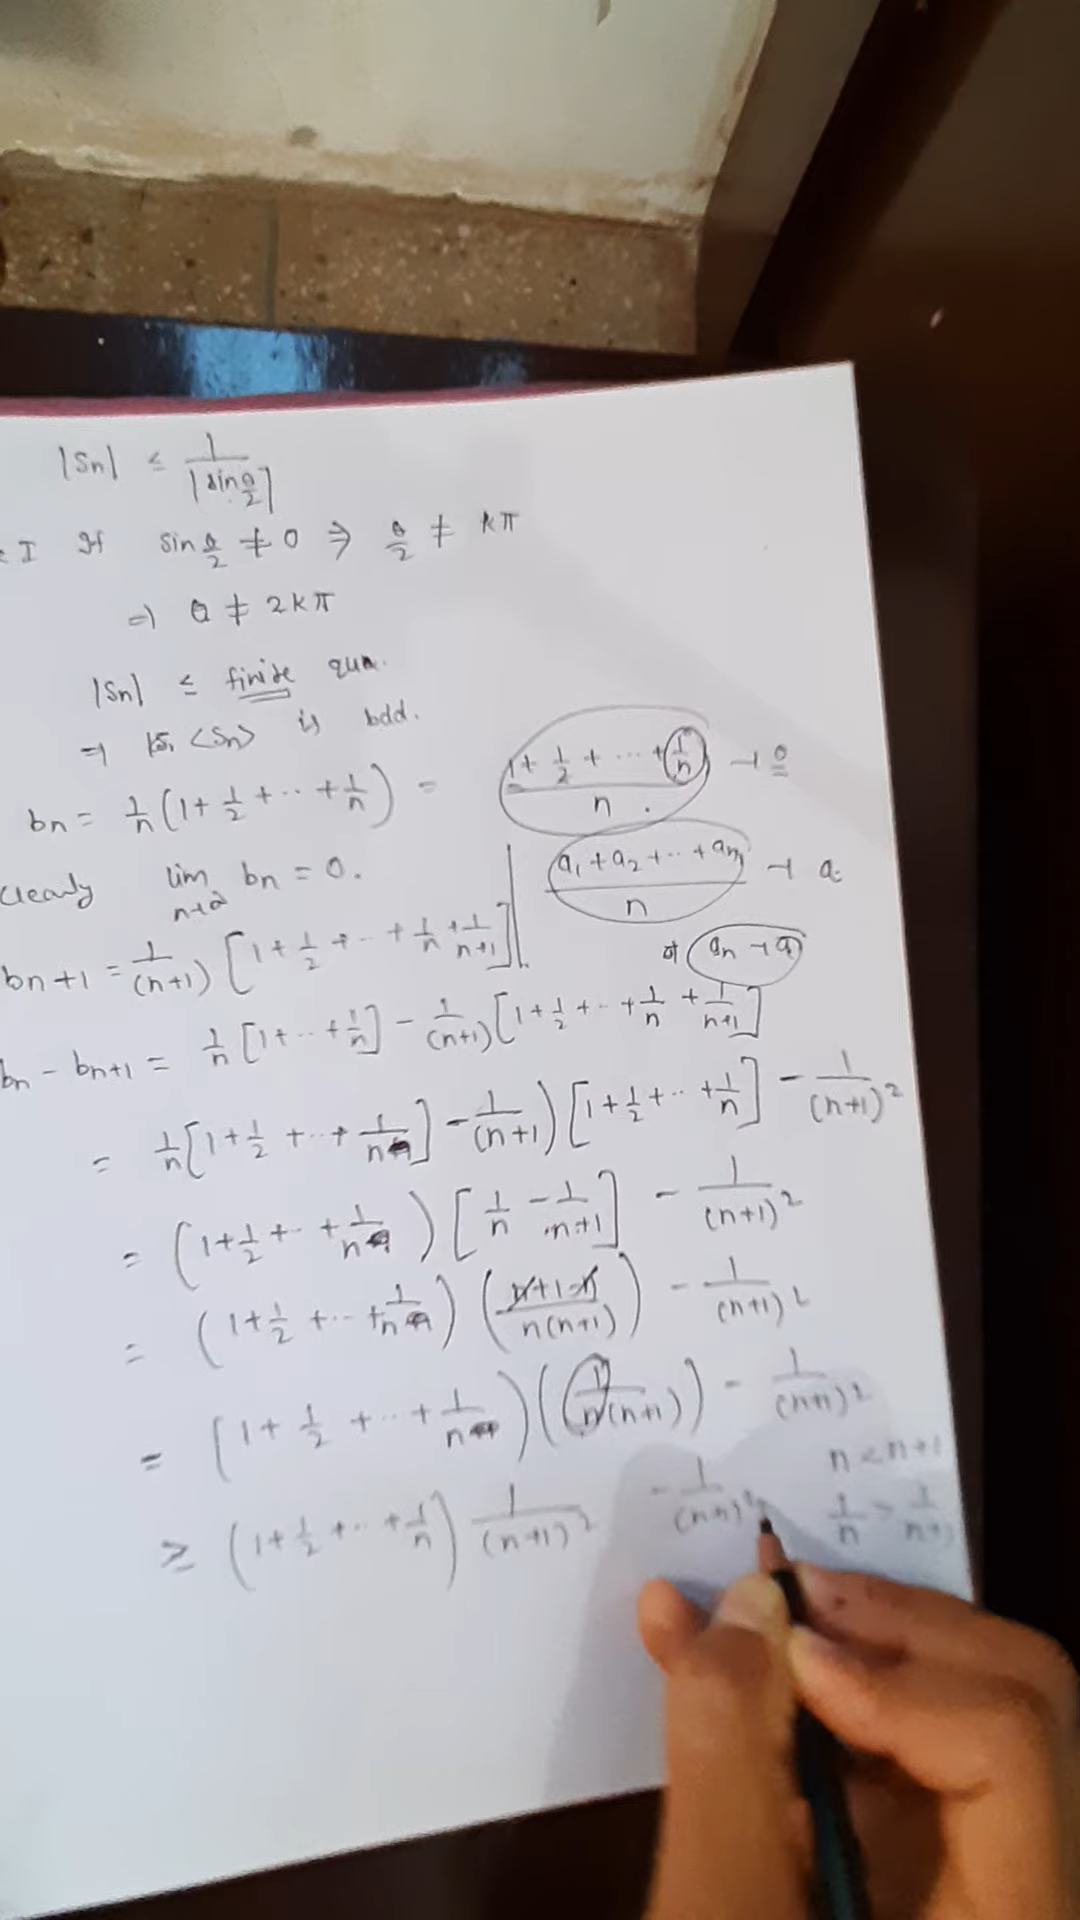 |Sn| ≤ 1/|sin θ/2|
I If sin θ/2 ≠ 0 ⇒ θ/2 ≠ kπ
⇒ θ ≠ 2kπ
|Sn| ≤ finite qua.
⇒ <Sn> is bdd.
bn = 1/n (1 + 1/2 + ·· + 1/n) = (1 + 1/2 + ··· + 1/n)/n → 0
Clearly lim n→∞ bn = 0.
(a1 + a2 + ·· + an)/n → a
if an → a
bn+1 = 1/(n+1) [1 + 1/2 + ·· + 1/n + 1/(n+1)]
bn - bn+1 = 1/n [1 + ·· + 1/n] - 1/(n+1) [1 + 1/2 + ·· + 1/n + 1/(n+1)]
= 1/n [1 + 1/2 + ·· + 1/n] - 1/(n+1) [1 + 1/2 + ·· + 1/n] - 1/(n+1)²
= (1 + 1/2 + ·· + 1/n) [1/n - 1/(n+1)] - 1/(n+1)²
= (1 + 1/2 + ·· + 1/n) ((n+1-n)/(n(n+1))) - 1/(n+1)²
= (1 + 1/2 + ·· + 1/n) (1/(n(n+1))) - 1/(n+1)²
n < n+1
≥ (1 + 1/2 + ·· + 1/n) 1/(n+1)² - 1/(n+1)²
1/n > 1/(n+1)